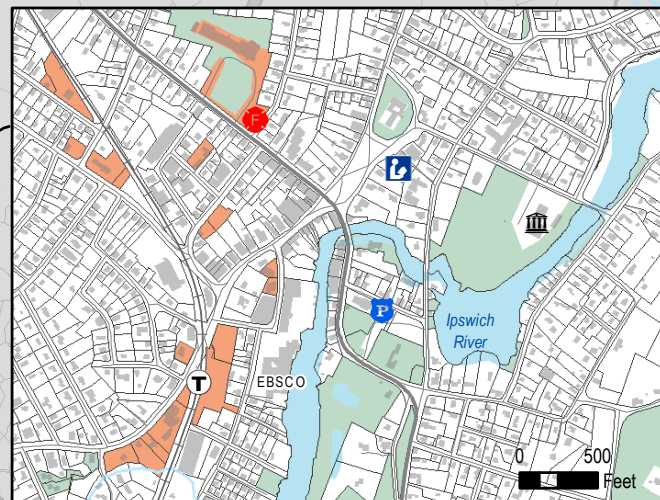 F
P
Ipswich
River
T
EBSCO
0 500
Feet